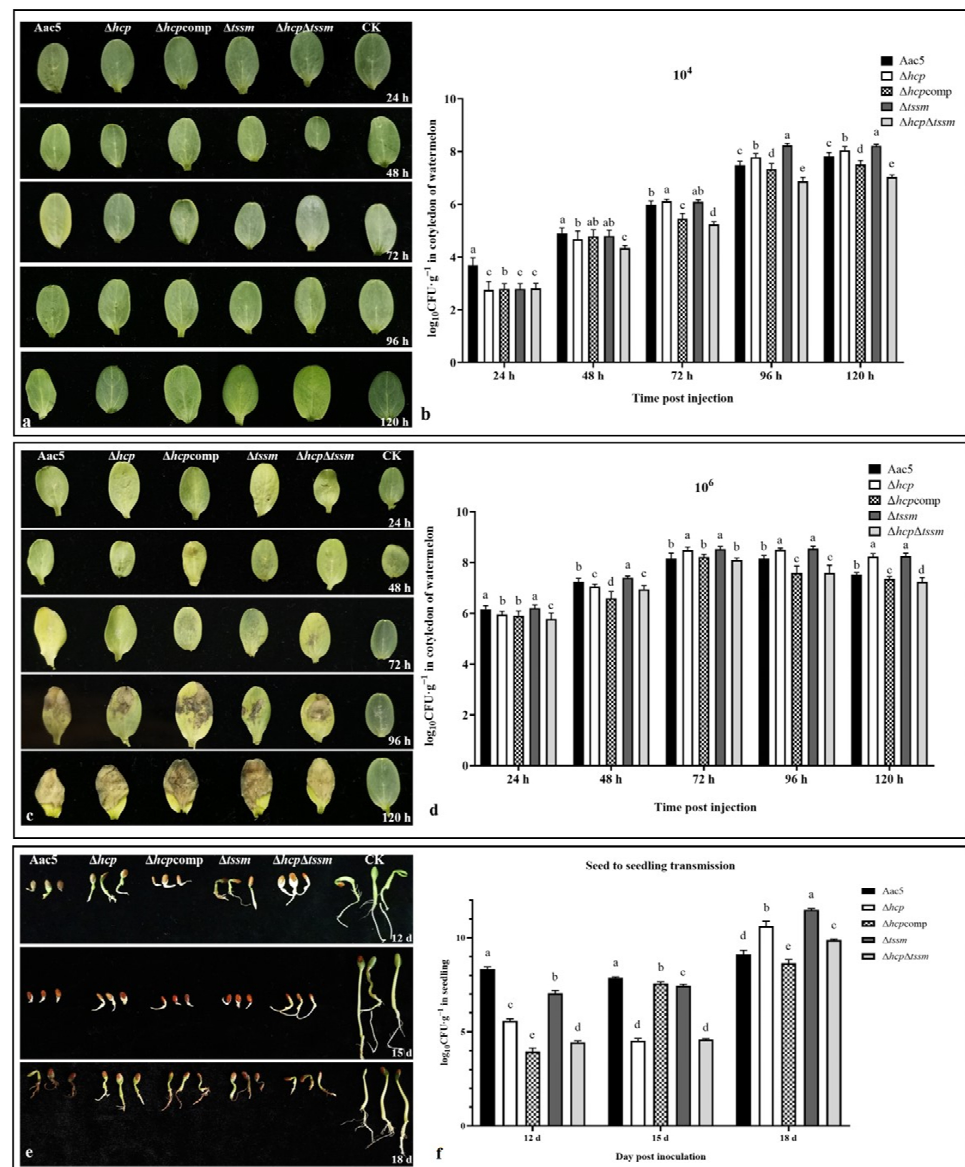 Aac5 Δhcp Δhcpcomp Δtssm ΔhcpΔtssm CK
24 h
48 h
72 h
96 h
120 h
a
10⁴
Aac5
Δhcp
Δhcpcomp
Δtssm
ΔhcpΔtssm
log₁₀CFU·g⁻¹ in cotyledon of watermelon
10
8
6
4
2
0
a c b c c
a b ab ab c
b a c ab d
c b d a e
c b d a e
24 h 48 h 72 h 96 h 120 h
Time post injection
b
Aac5 Δhcp Δhcpcomp Δtssm ΔhcpΔtssm CK
24 h
48 h
72 h
96 h
120 h
c
10⁶
Aac5
Δhcp
Δhcpcomp
Δtssm
ΔhcpΔtssm
log₁₀CFU·g⁻¹ in cotyledon of watermelon
10
8
6
4
2
0
a b b a c
b c d a c
b a b a b
b a c a c
b a c a d
24 h 48 h 72 h 96 h 120 h
Time post injection
d
Aac5 Δhcp Δhcpcomp Δtssm ΔhcpΔtssm CK
12 d
15 d
18 d
e
Seed to seedling transmission
Aac5
Δhcp
Δhcpcomp
Δtssm
ΔhcpΔtssm
log₁₀CFU·g⁻¹ in seedling
10
5
0
a c e b d
a d b c d
d b e a c
12 d 15 d 18 d
Day post inoculation
f